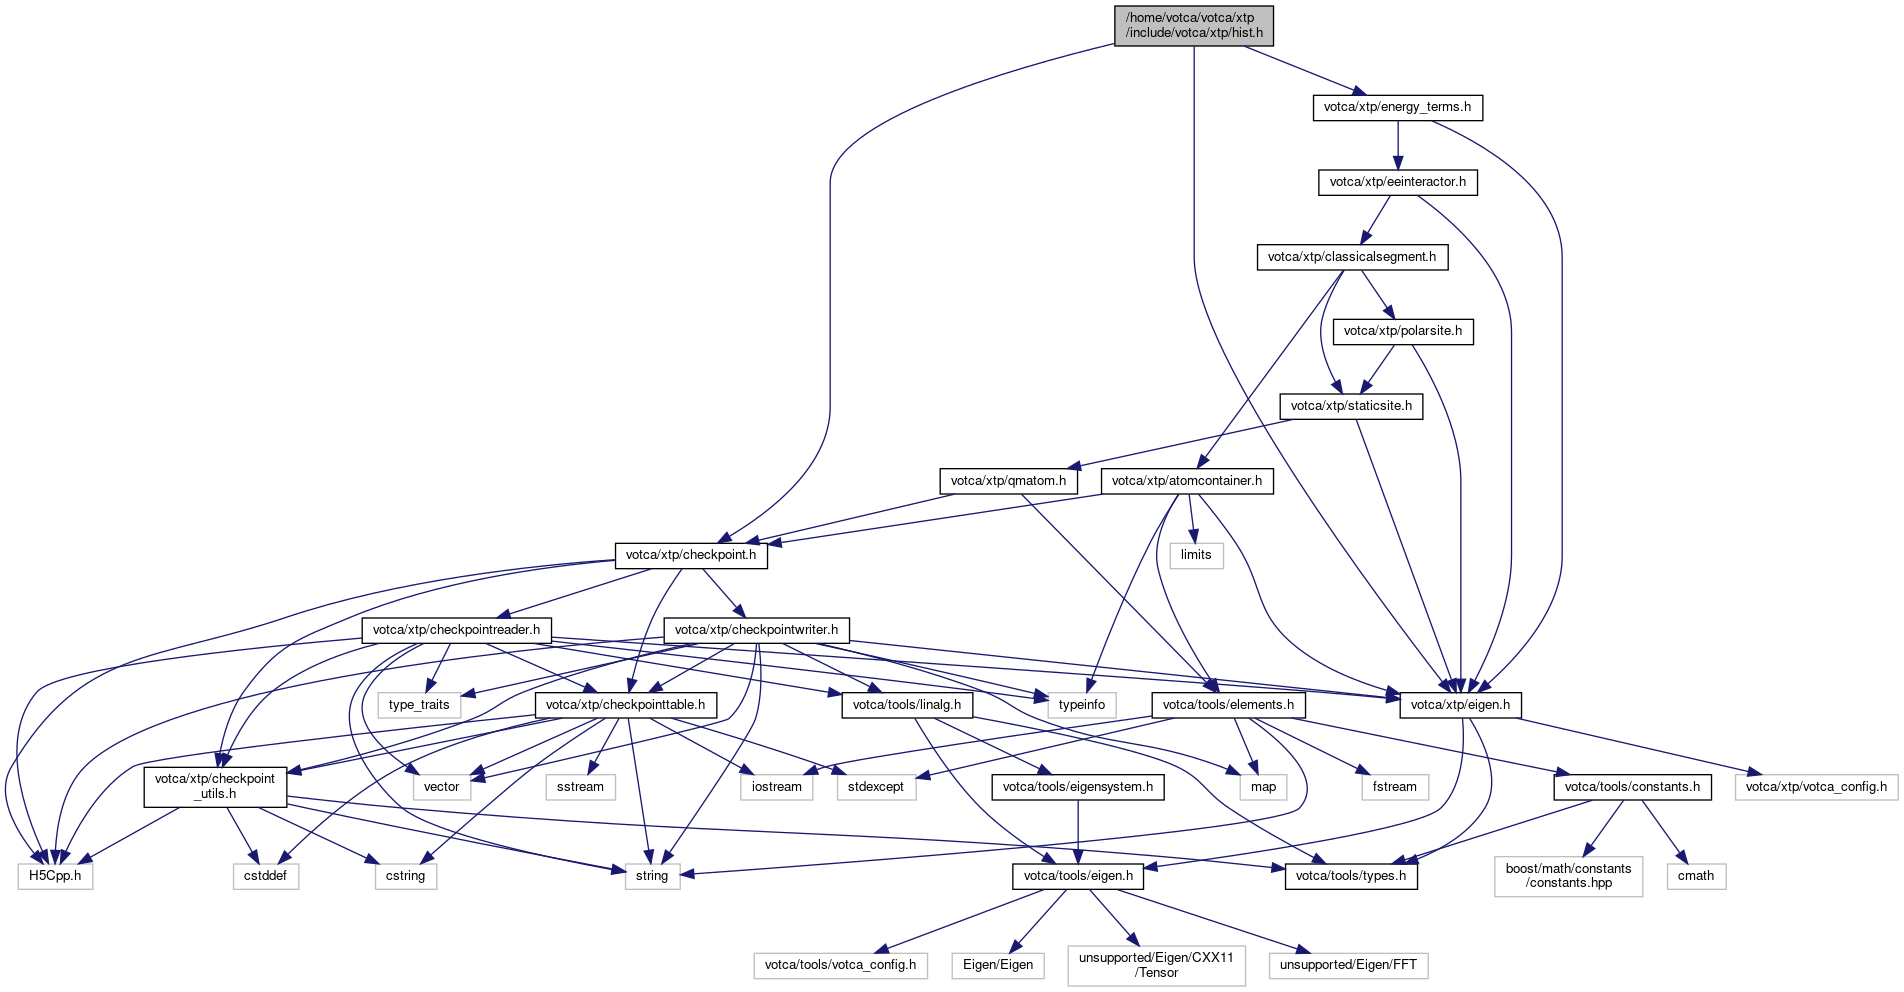 /home/votca/votca/xtp
/include/votca/xtp/hist.h
votca/xtp/energy_terms.h
votca/xtp/eeinteractor.h
votca/xtp/classicalsegment.h
votca/xtp/polarsite.h
votca/xtp/staticsite.h
votca/xtp/qmatom.h
votca/xtp/atomcontainer.h
votca/xtp/checkpoint.h
limits
votca/xtp/checkpointreader.h
votca/xtp/checkpointwriter.h
type_traits
votca/xtp/checkpointtable.h
votca/tools/linalg.h
typeinfo
votca/tools/elements.h
votca/xtp/eigen.h
votca/xtp/checkpoint
_utils.h
vector
sstream
iostream
stdexcept
votca/tools/eigensystem.h
map
fstream
votca/tools/constants.h
votca/xtp/votca_config.h
H5Cpp.h
cstddef
cstring
string
votca/tools/eigen.h
votca/tools/types.h
boost/math/constants
/constants.hpp
cmath
votca/tools/votca_config.h
Eigen/Eigen
unsupported/Eigen/CXX11
/Tensor
unsupported/Eigen/FFT